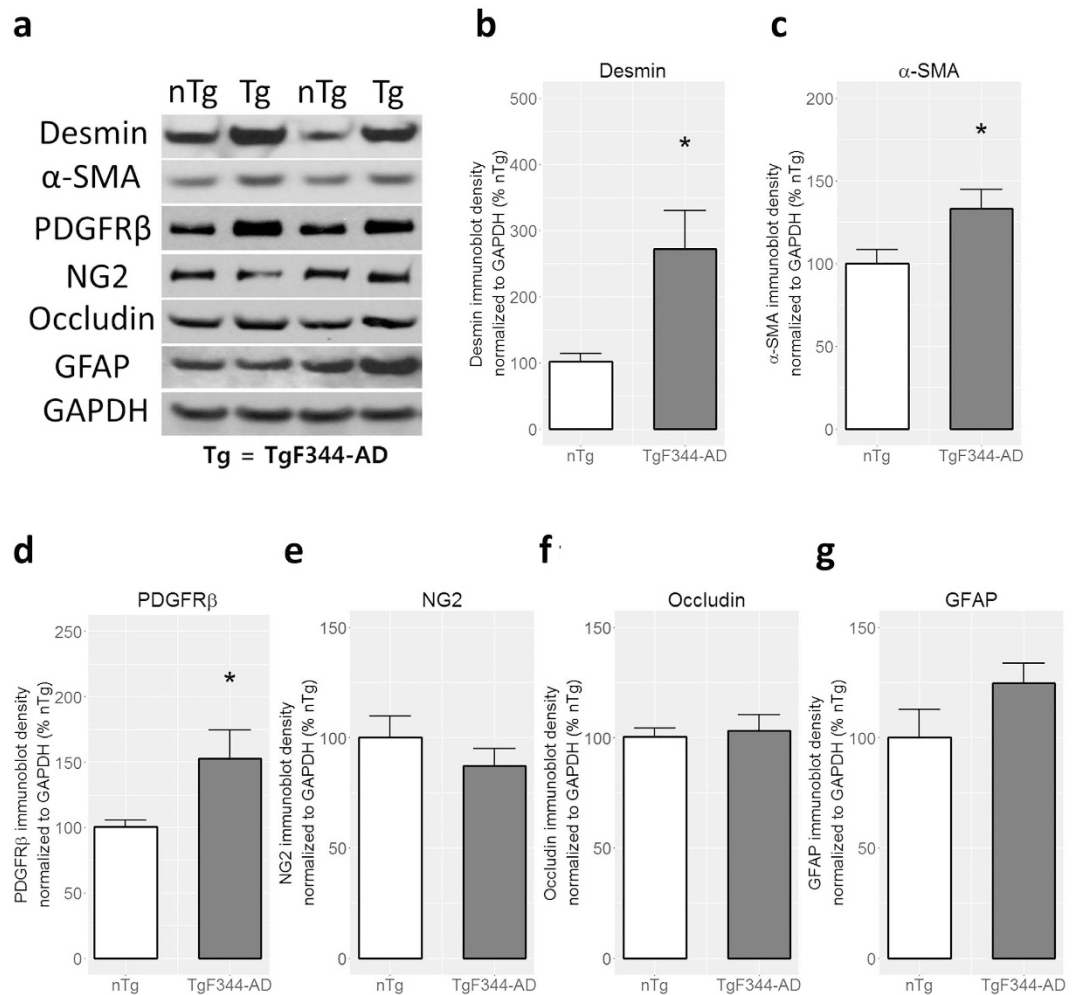 a
nTg Tg nTg Tg
Desmin
α-SMA
PDGFRβ
NG2
Occludin
GFAP
GAPDH
Tg = TgF344-AD
b
Desmin
Desmin immunoblot density
normalized to GAPDH (% nTg)
500
400
300
200
100
0
*
nTg TgF344-AD
c
α-SMA
α-SMA immunoblot density
normalized to GAPDH (% nTg)
200
150
100
50
0
*
nTg TgF344-AD
d
PDGFRβ
PDGFRβ immunoblot density
normalized to GAPDH (% nTg)
250
200
150
100
50
0
*
nTg TgF344-AD
e
NG2
NG2 immunoblot density
normalized to GAPDH (% nTg)
150
100
50
0
nTg TgF344-AD
f
Occludin
Occludin immunoblot density
normalized to GAPDH (% nTg)
150
100
50
0
nTg TgF344-AD
g
GFAP
GFAP immunoblot density
normalized to GAPDH (% nTg)
150
100
50
0
nTg TgF344-AD